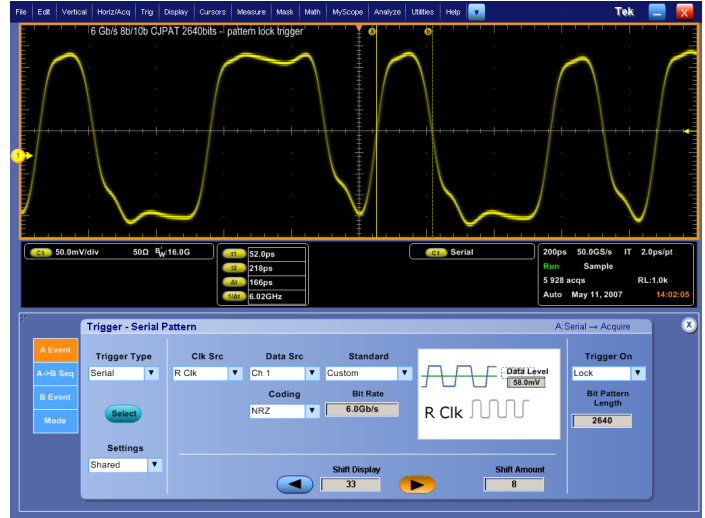 File Edit Vertical Horiz/Acq Trig Display Cursors Measure Mask Math MyScope Analyze Utilities Help Tek X
6 Gb/s 8b/10b CJPAT 2640bits - pattern lock trigger
a b
1
C1 50.0mV/div 50Ω BW:16.0G
t1 52.0ps
t2 218ps
Δt 166ps
1/Δt 6.02GHz
C1 Serial
200ps 50.0GS/s IT 2.0ps/pt
Run Sample
5 928 acqs RL:1.0k
Auto May 11, 2007 14:02:05
Trigger - Serial Pattern A:Serial → Acquire X
A Event
A->B Seq
B Event
Mode
Trigger Type
Serial
Select
Settings
Shared
Clk Src
R Clk
Data Src
Ch 1
Coding
NRZ
Standard
Custom
Bit Rate
6.0Gb/s
Data Level
58.0mV
R Clk
Trigger On
Lock
Bit Pattern
Length
2640
Shift Display
33
Shift Amount
8